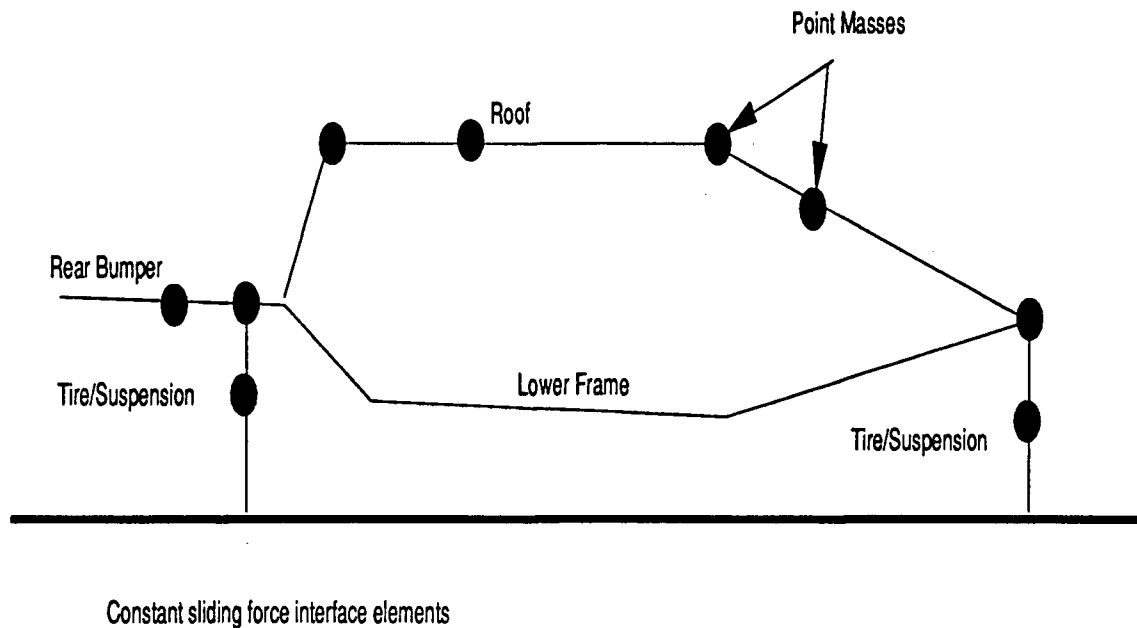 Point Masses
Roof
Rear Bumper
Tire/Suspension
Lower Frame
Tire/Suspension
Constant sliding force interface elements